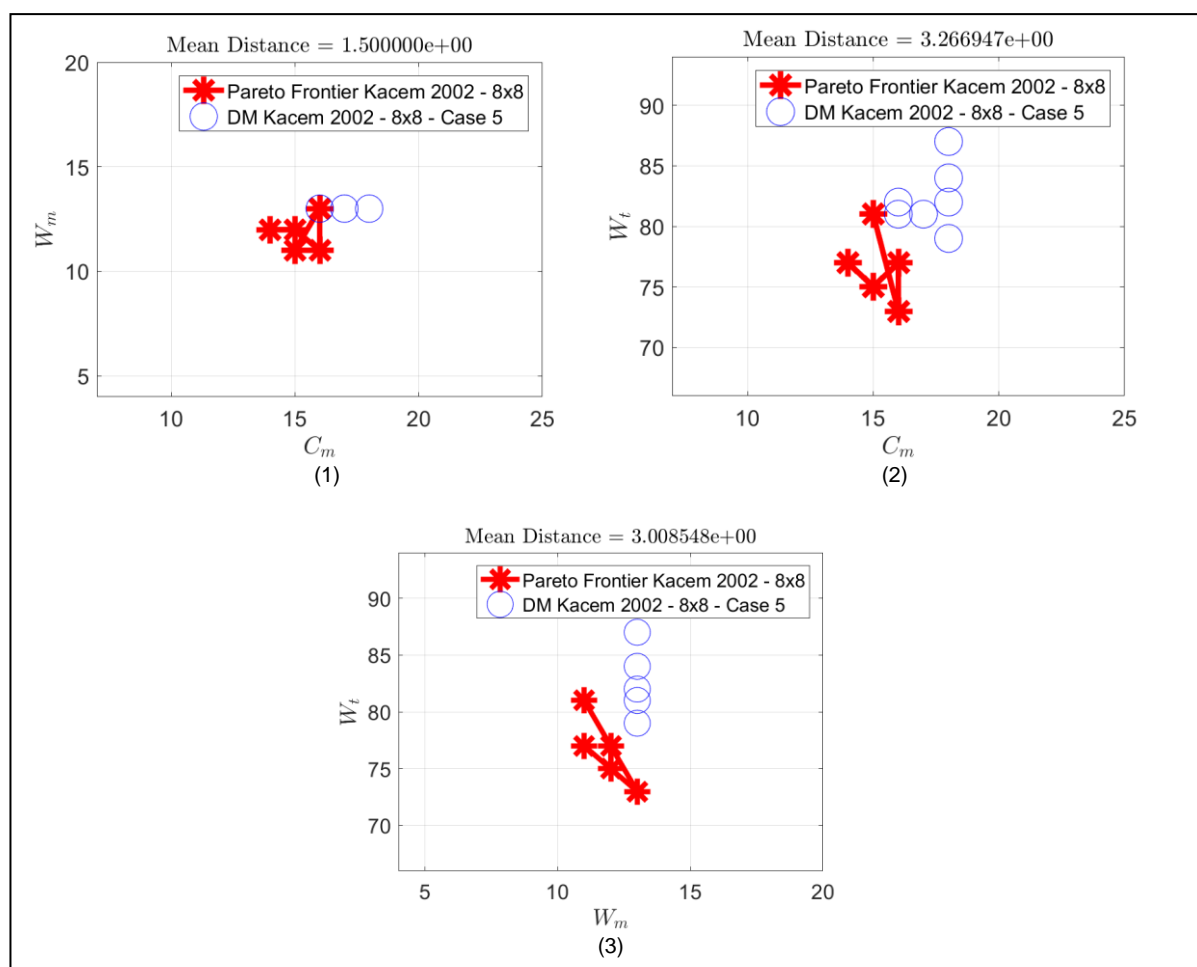 Mean Distance = 1.500000e+00
20
15
10
5
W_m
Pareto Frontier Kacem 2002 - 8x8
DM Kacem 2002 - 8x8 - Case 5
10 15 20 25
C_m
(1)
Mean Distance = 3.266947e+00
90
85
80
75
70
W_t
Pareto Frontier Kacem 2002 - 8x8
DM Kacem 2002 - 8x8 - Case 5
10 15 20 25
C_m
(2)
Mean Distance = 3.008548e+00
90
85
80
75
70
W_t
Pareto Frontier Kacem 2002 - 8x8
DM Kacem 2002 - 8x8 - Case 5
5 10 15 20
W_m
(3)